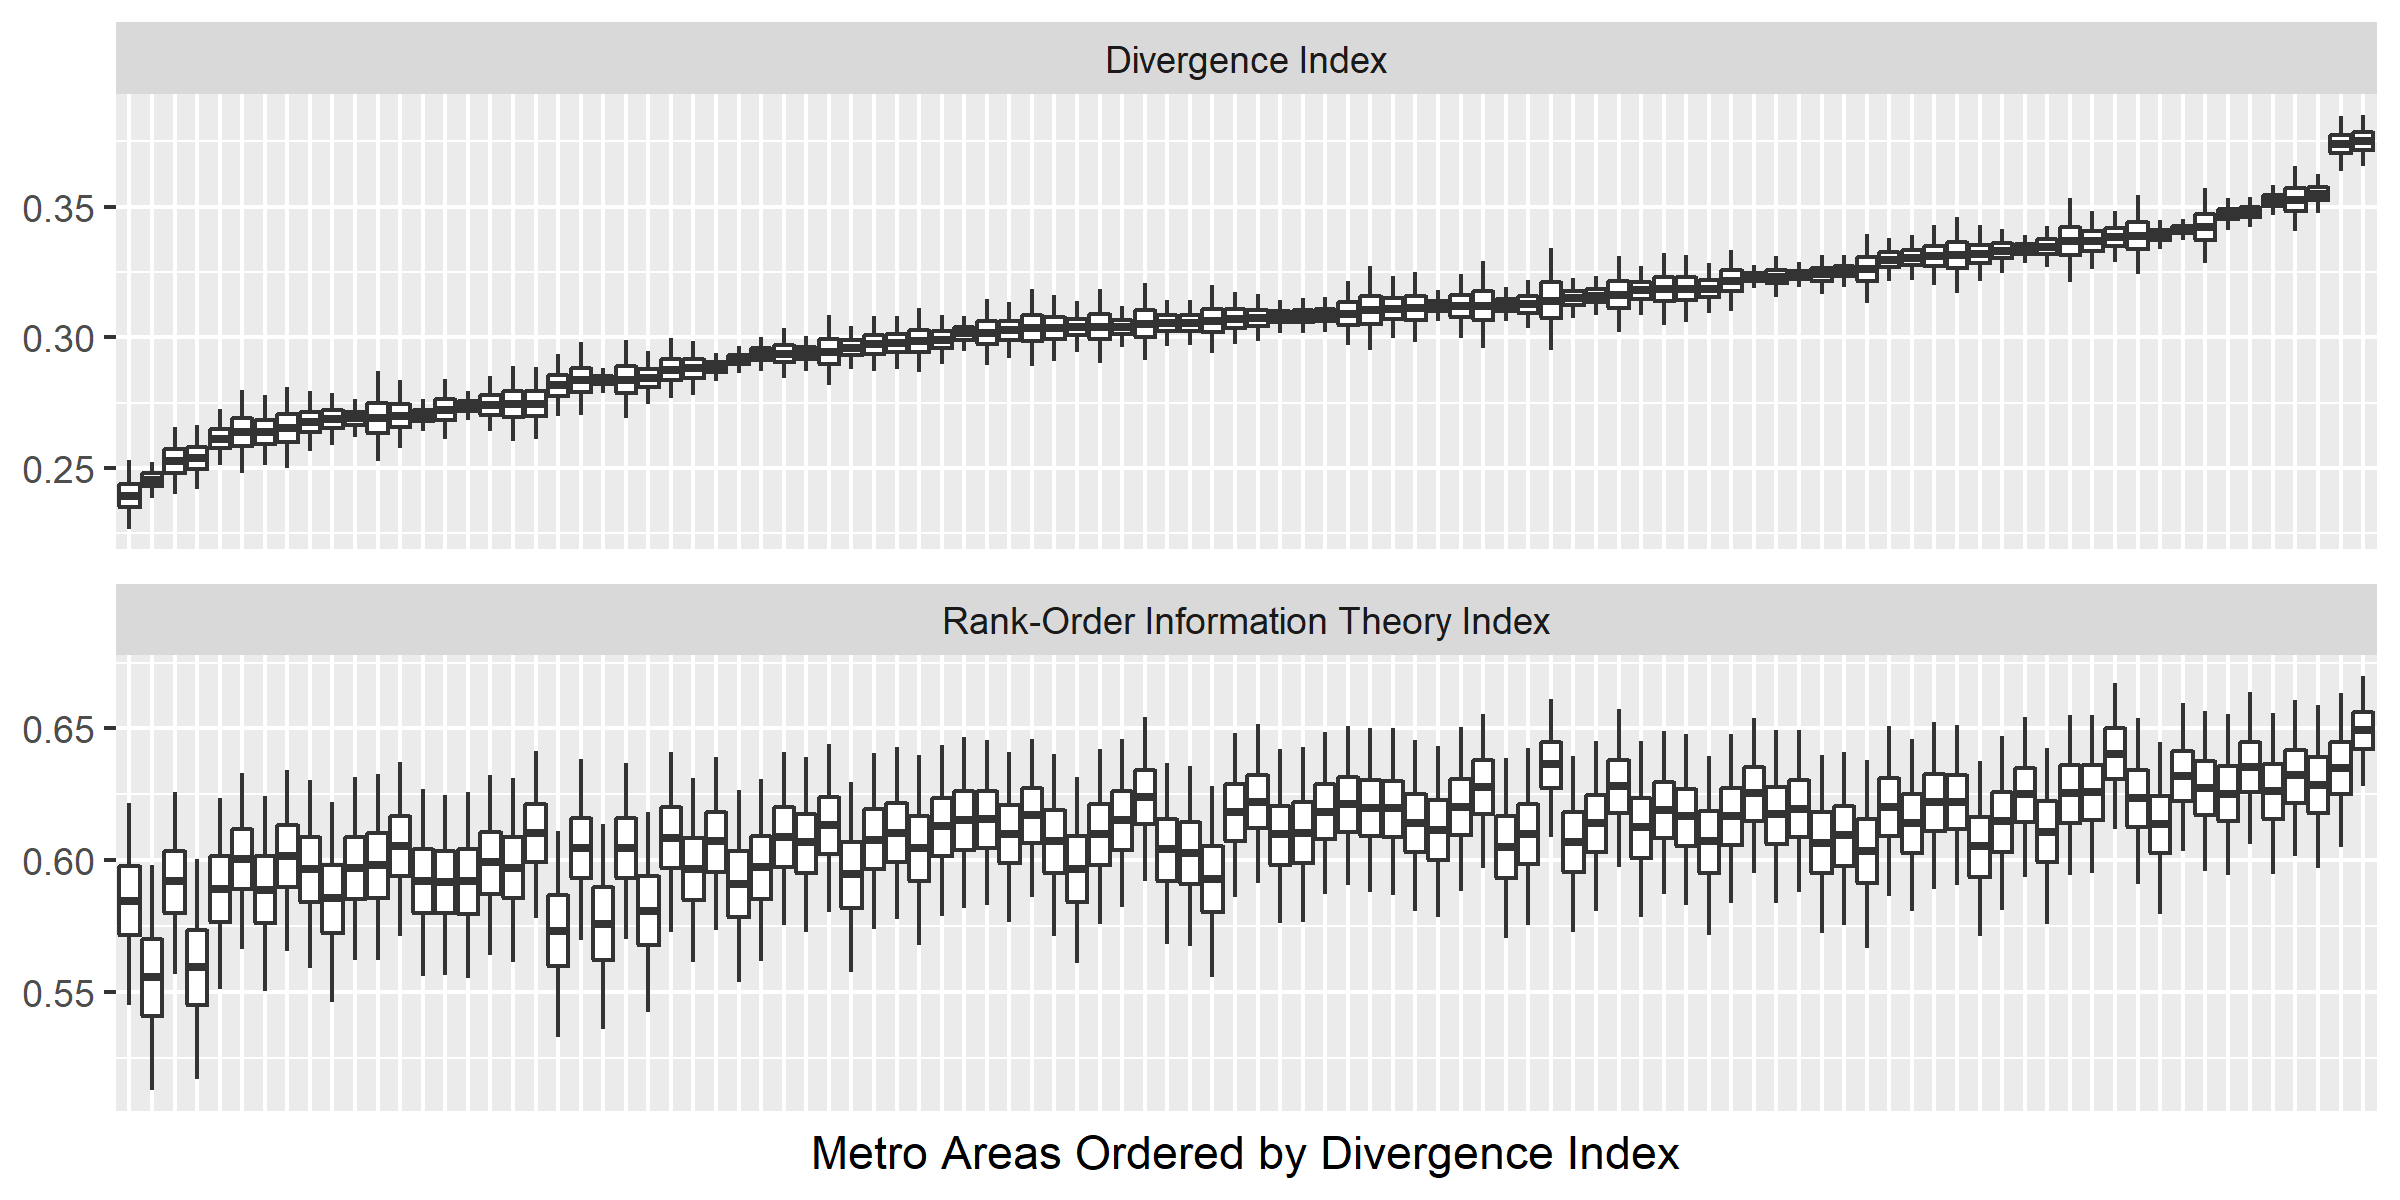 Divergence Index
0.35
0.30
0.25
Rank-Order Information Theory Index
0.65
0.60
0.55
Metro Areas Ordered by Divergence Index